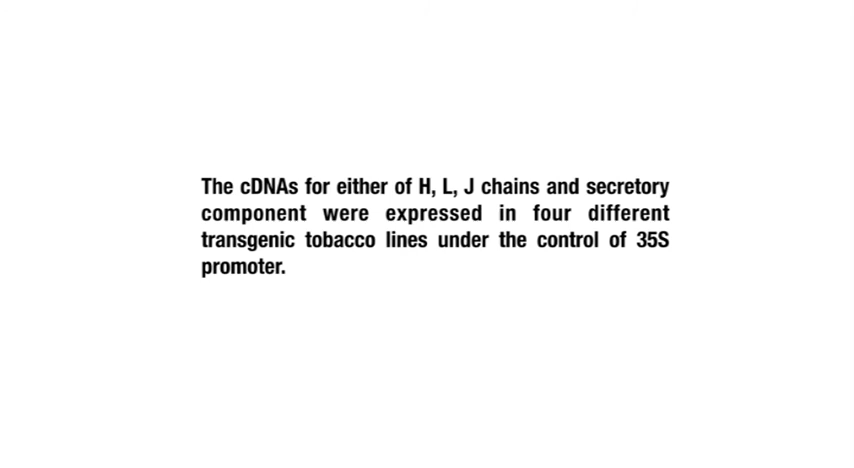 The cDNAs for either of H, L, J chains and secretory
component were expressed in four different
transgenic tobacco lines under the control of 35S
promoter.